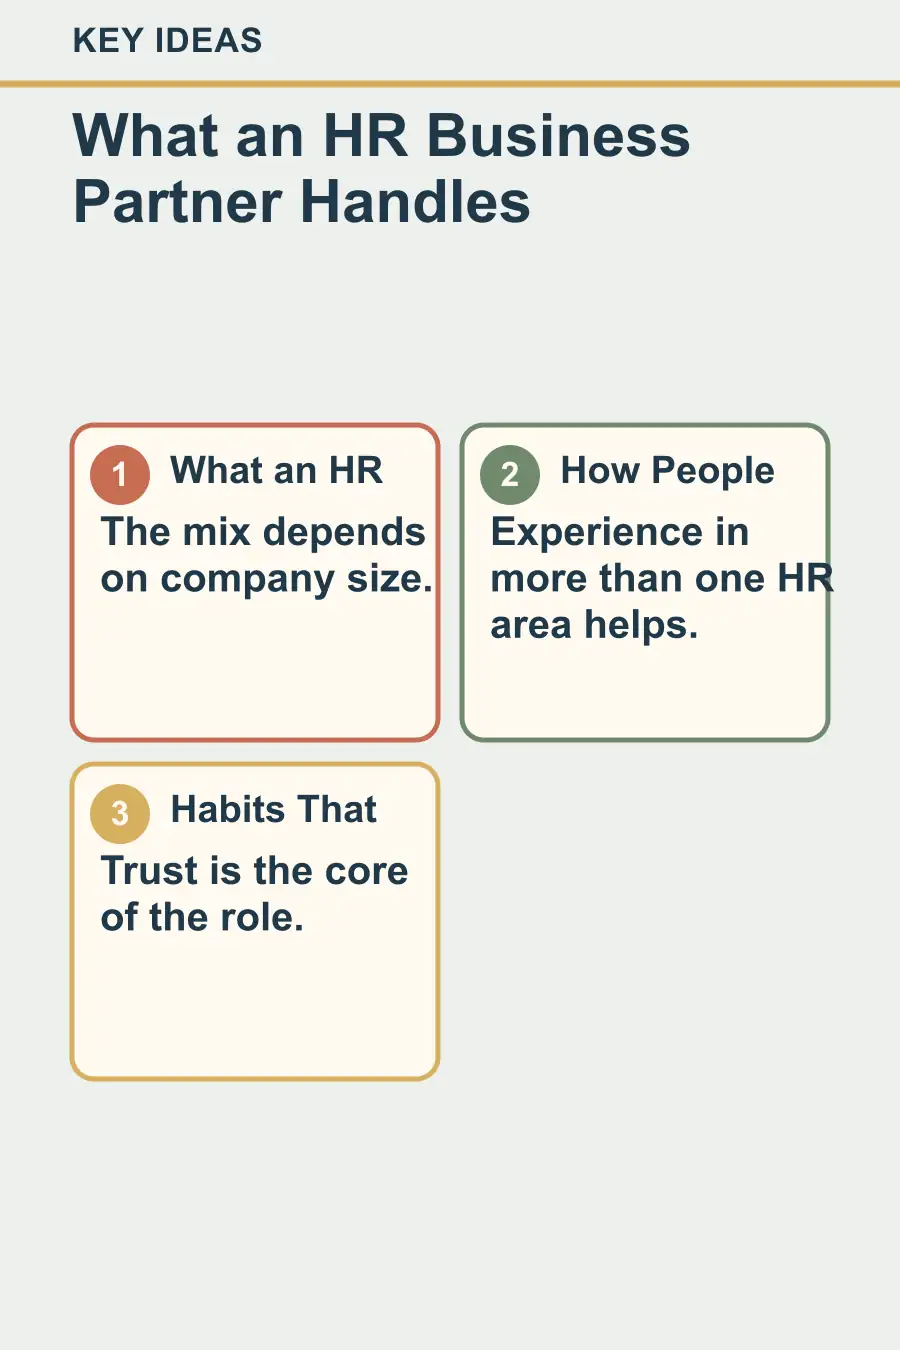 KEY IDEAS
What an HR Business
Partner Handles
1
What an HR
The mix depends
on company size.
2
How People
Experience in
more than one HR
area helps.
3
Habits That
Trust is the core
of the role.